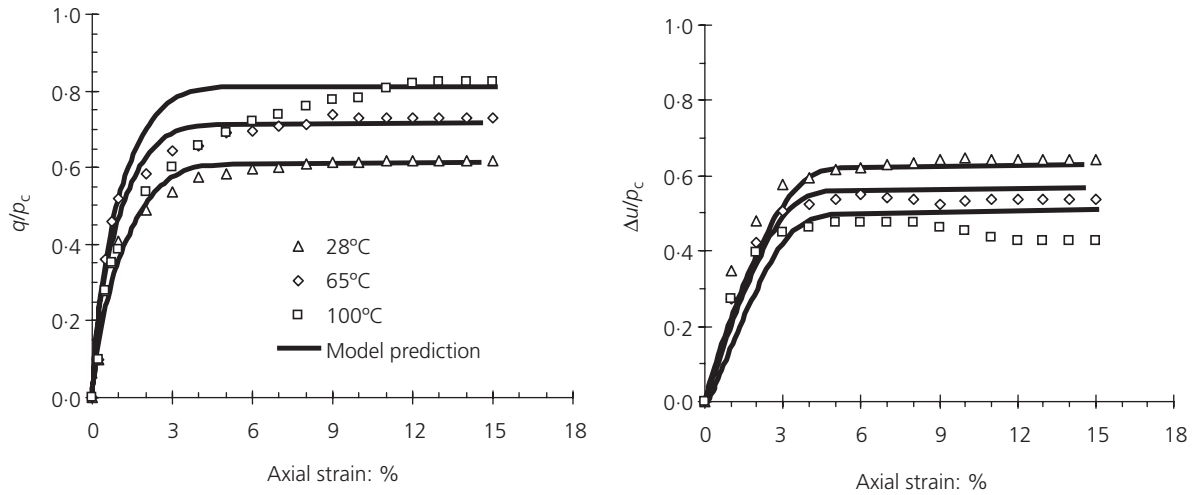 1·0
0·8
0·6
0·4
0·2
0·0
q/pc
0 3 6 9 12 15 18
Axial strain: %
28ºC
65ºC
100ºC
Model prediction
1·0
0·8
0·6
0·4
0·2
0·0
Δu/pc
0 3 6 9 12 15 18
Axial strain: %